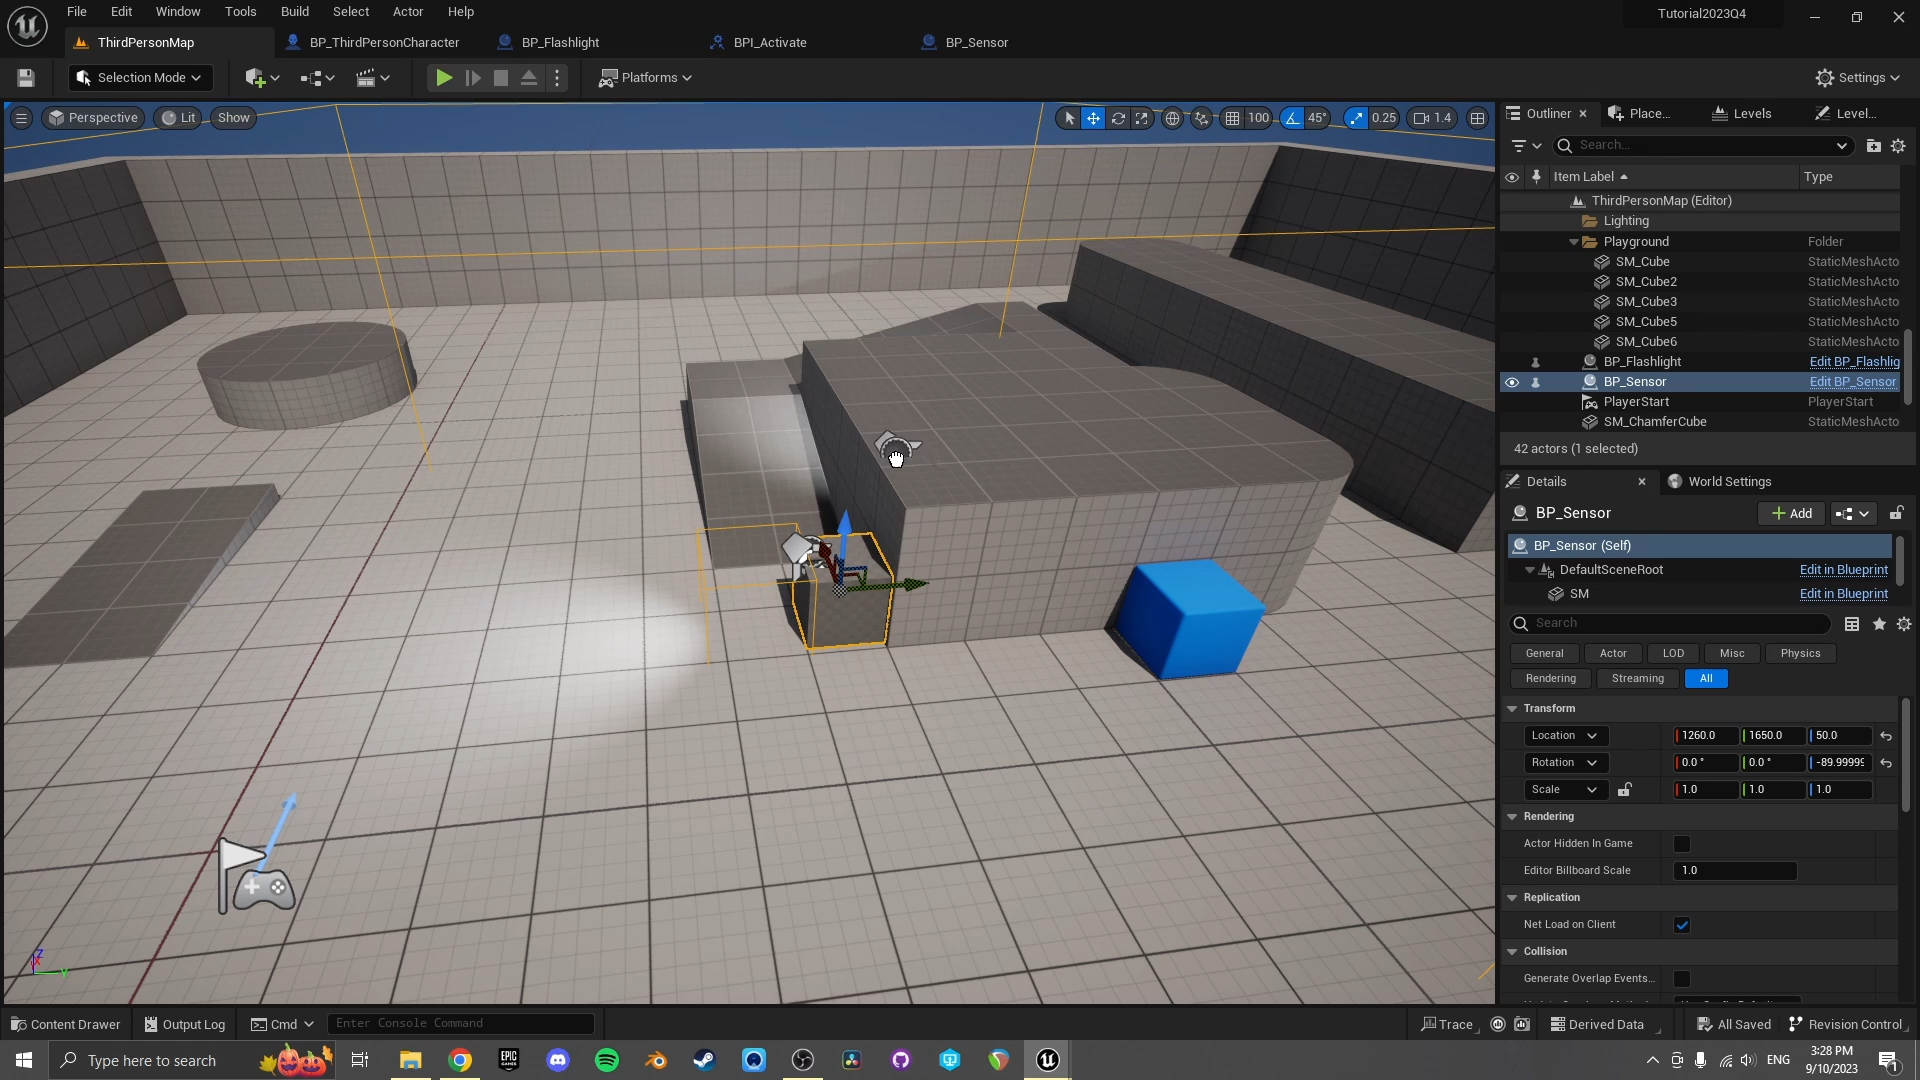 File Edit Window Tools Build Select Actor Help
Tutorial2023Q4
ThirdPersonMap BP_ThirdPersonCharacter BP_Flashlight BPI_Activate BP_Sensor
Selection Mode Platforms Settings
Perspective Lit Show 100 45° 0.25 1.4
Outliner Place... Levels Level...
Search...
Item Label Type
ThirdPersonMap (Editor)
Lighting
Playground Folder
SM_Cube StaticMeshActo
SM_Cube2 StaticMeshActo
SM_Cube3 StaticMeshActo
SM_Cube5 StaticMeshActo
SM_Cube6 StaticMeshActo
BP_Flashlight Edit BP_Flashlig
BP_Sensor Edit BP_Sensor
PlayerStart PlayerStart
SM_ChamferCube StaticMeshActo
42 actors (1 selected)
Details World Settings
BP_Sensor Add
BP_Sensor (Self)
DefaultSceneRoot Edit in Blueprint
SM Edit in Blueprint
Search
General Actor LOD Misc Physics
Rendering Streaming All
Transform
Location 1260.0 1650.0 50.0
Rotation 0.0 ° 0.0 ° -89.99999
Scale 1.0 1.0 1.0
Rendering
Actor Hidden In Game
Editor Billboard Scale 1.0
Replication
Net Load on Client
Collision
Generate Overlap Events...
Z
X
Y
Content Drawer Output Log Cmd Enter Console Command Trace Derived Data All Saved Revision Control
Type here to search
EPIC
GAMES
ENG
3:28 PM
9/10/2023
1